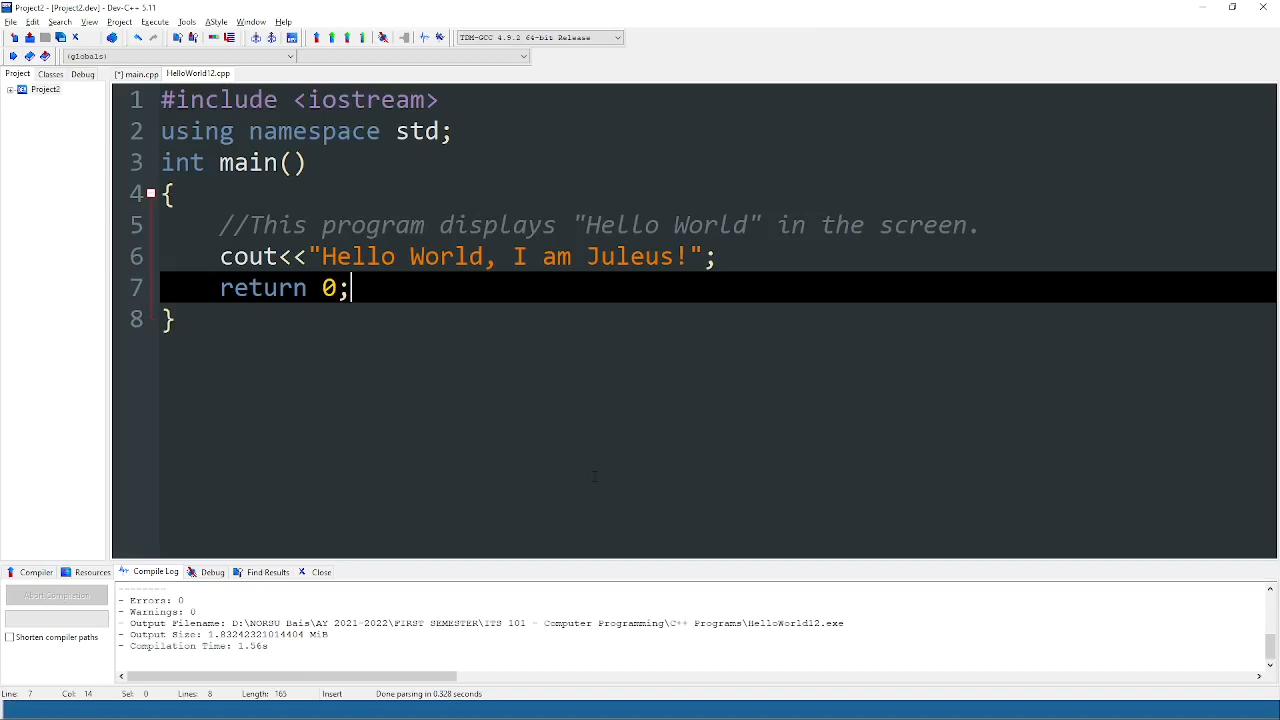 Project2 - [Project2.dev] - Dev-C++ 5.11
File Edit Search View Project Execute Tools AStyle Window Help
TDM-GCC 4.9.2 64-bit Release
(globals)
Project Classes Debug [*] main.cpp HelloWorld12.cpp
Project2
1 #include <iostream>
2 using namespace std;
3 int main()
4 {
5 //This program displays "Hello World" in the screen.
6 cout<<"Hello World, I am Juleus!";
7 return 0;
8 }
Compiler Resources Compile Log Debug Find Results Close
Abort Compilation
Shorten compiler paths
--------
- Errors: 0
- Warnings: 0
- Output Filename: D:\NORSU Bais\AY 2021-2022\FIRST SEMESTER\ITS 101 - Computer Programming\C++ Programs\HelloWorld12.exe
- Output Size: 1.83242321014404 MiB
- Compilation Time: 1.56s
Line: 7 Col: 14 Sel: 0 Lines: 8 Length: 165 Insert Done parsing in 0.328 seconds